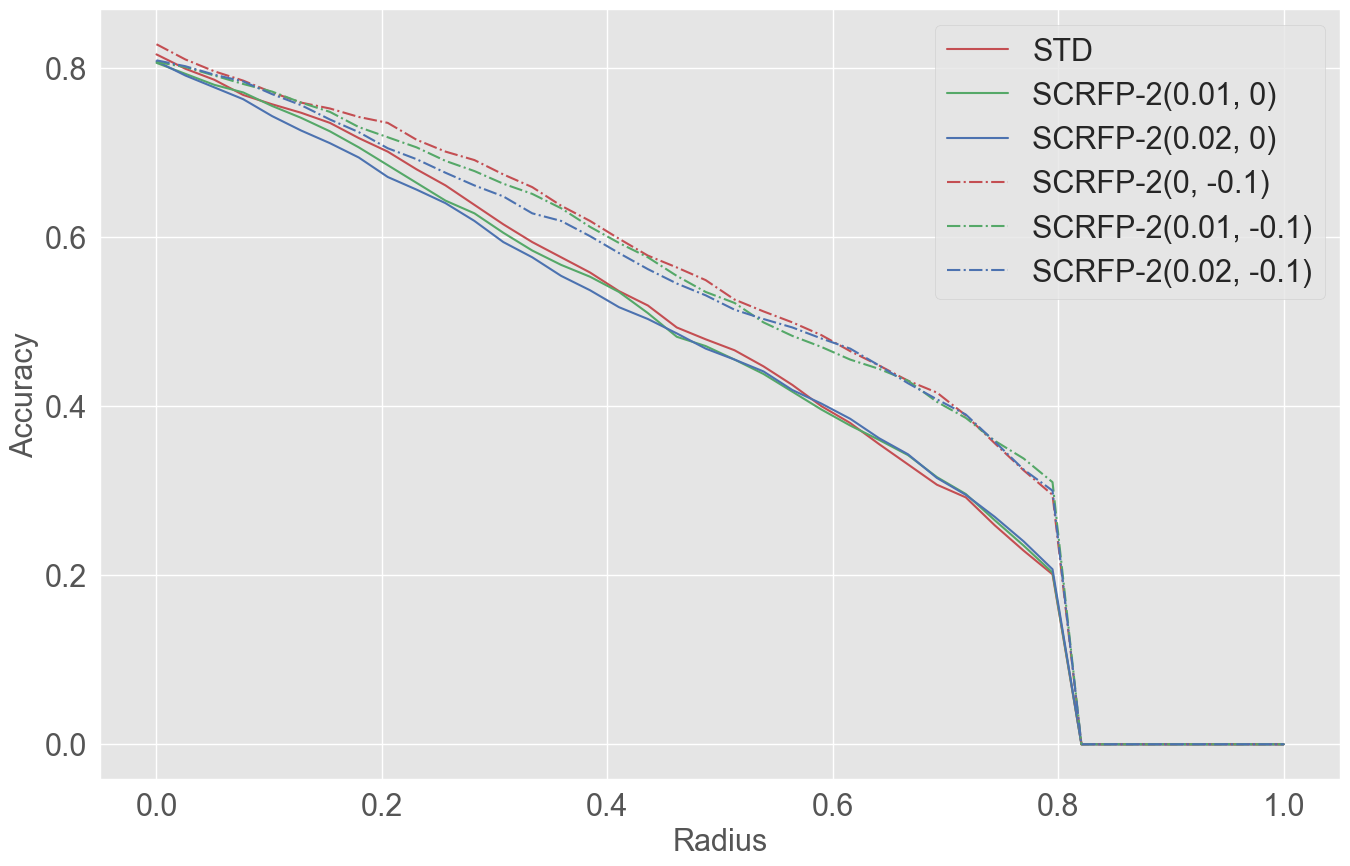 STD
SCRFP-2(0.01, 0)
SCRFP-2(0.02, 0)
SCRFP-2(0, -0.1)
SCRFP-2(0.01, -0.1)
SCRFP-2(0.02, -0.1)
0.8
0.6
0.4
0.2
0.0
Accuracy
0.0 0.2 0.4 0.6 0.8 1.0
Radius